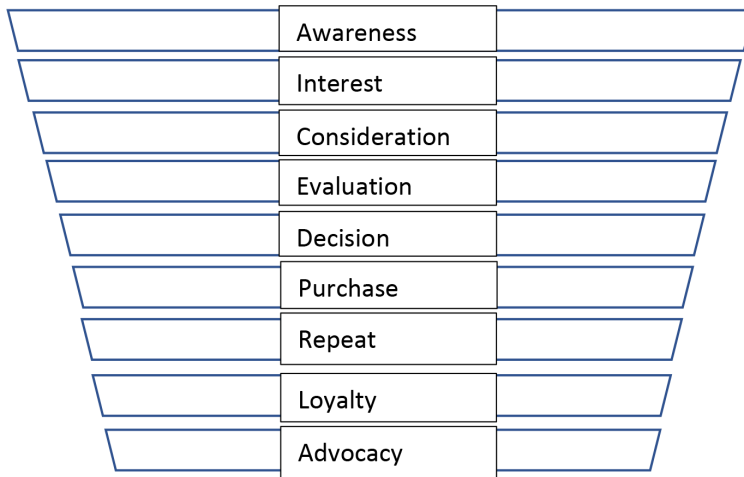 Awareness
Interest
Consideration
Evaluation
Decision
Purchase
Repeat
Loyalty
Advocacy